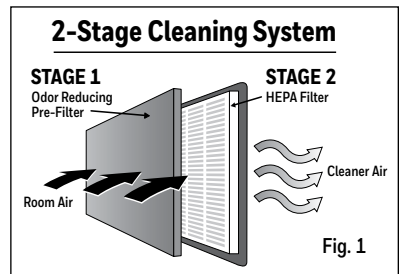 2-Stage Cleaning System
STAGE 1
Odor Reducing
Pre-Filter
STAGE 2
HEPA Filter
Room Air
Cleaner Air
Fig. 1